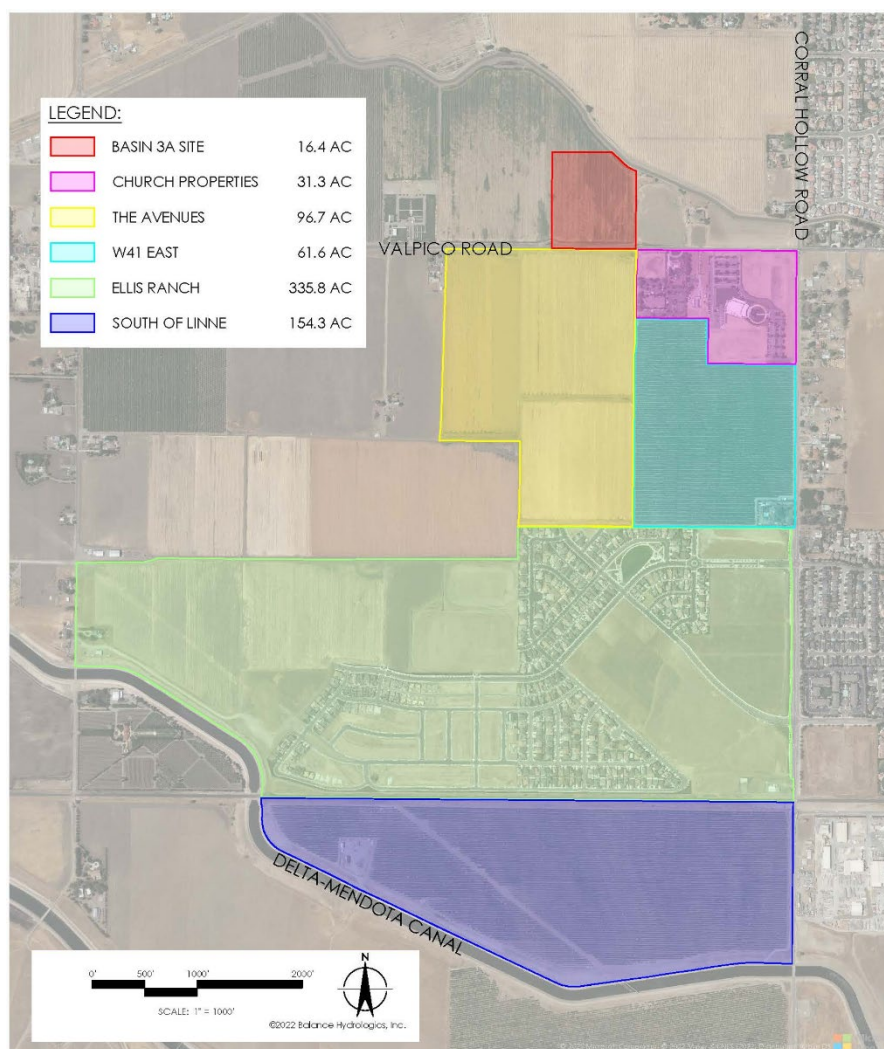 CORRAL HOLLOW ROAD
LEGEND:
BASIN 3A SITE 16.4 AC
CHURCH PROPERTIES 31.3 AC
THE AVENUES 96.7 AC
W41 EAST 61.6 AC
ELLIS RANCH 335.8 AC
SOUTH OF LINNE 154.3 AC
VALPICO ROAD
DELTA-MENDOTA CANAL
0' 500' 1000' 2000'
SCALE: 1" = 1000'
N
©2022 Balance Hydrologics, Inc.